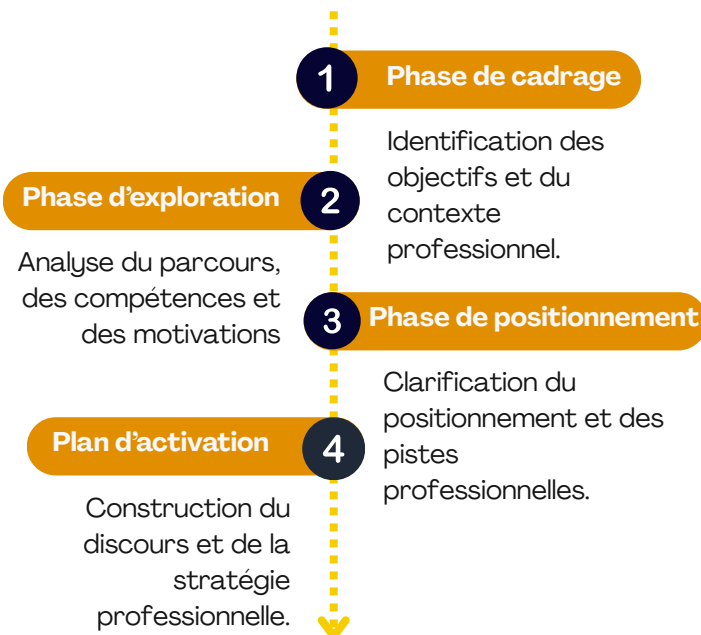 1
Phase de cadrage
Identification des
objectifs et du
contexte
professionnel.
Phase d’exploration
2
Analyse du parcours,
des compétences et
des motivations
3
Phase de positionnement
Clarification du
positionnement et des
pistes
professionnelles.
Plan d’activation
4
Construction du
discours et de la
stratégie
professionnelle.